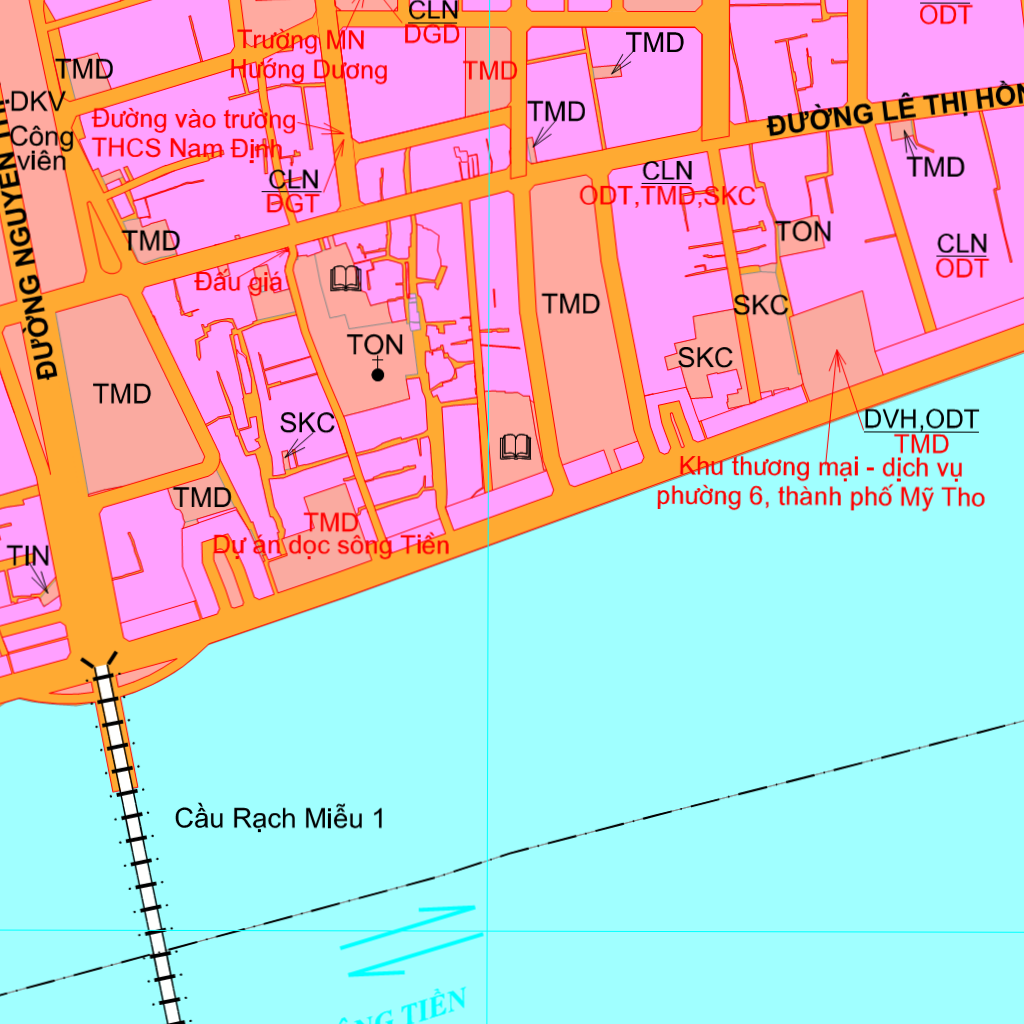 CLN
DGD
ODT
Trường MN
Hướng Dương
TMD
TMD
TMD
TMD
DKV
Công
viên
Đường vào trường
THCS Nam Định
ĐƯỜNG LÊ THỊ HỒN
CLN
DGT
CLN
ODT,TMD,SKC
TMD
TMD
TON
CLN
ODT
Đấu giá
ĐƯỜNG NGUYỄN THỊ
TMD
SKC
TON
SKC
TMD
SKC
DVH,ODT
TMD
Khu thương mại - dịch vụ
phường 6, thành phố Mỹ Tho
TMD
TMD
Dự án dọc sông Tiền
TIN
Cầu Rạch Miễu 1
TIỀN